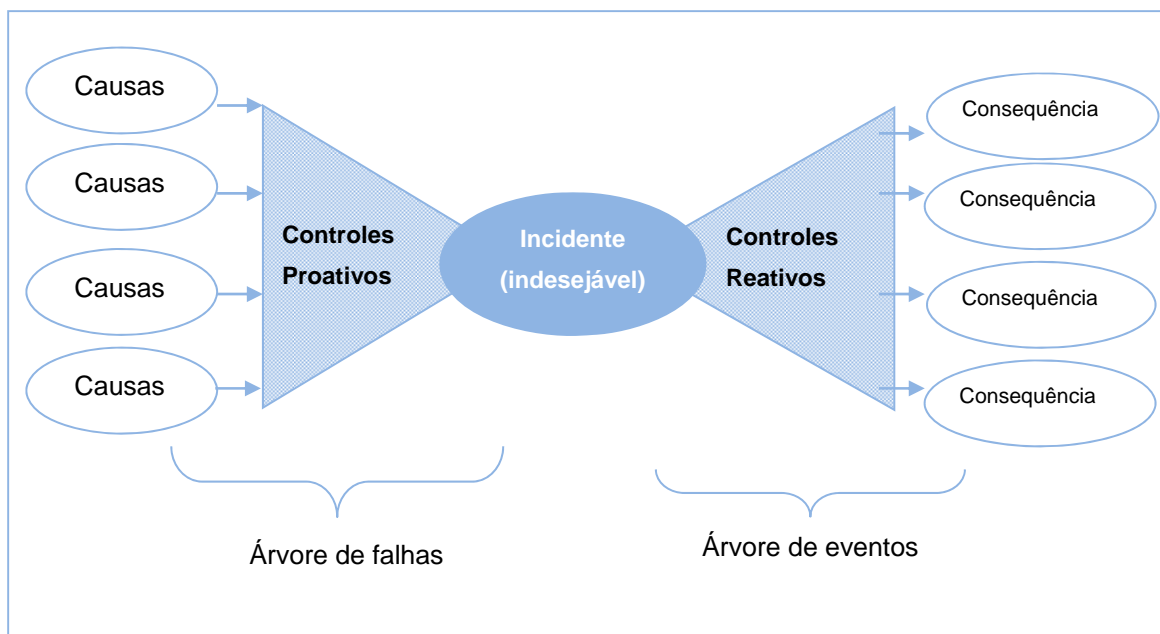 Causas
Causas
Causas
Causas
Controles
Proativos
Incidente
(indesejável)
Controles
Reativos
Consequência
Consequência
Consequência
Consequência
Árvore de falhas
Árvore de eventos